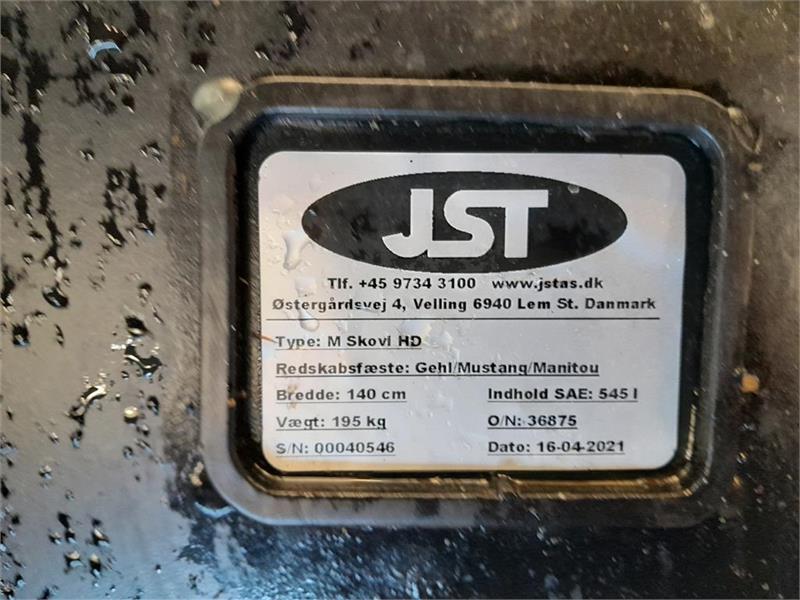 JST
Tlf. +45 9734 3100 www.jstas.dk
Østergårdsvej 4, Velling 6940 Lem St. Danmark
Type: M Skovl HD
Redskabsfæste: Gehl/Mustang/Manitou
Bredde: 140 cm Indhold SAE: 545 l
Vægt: 195 kg O/N: 36875
S/N: 00040546 Dato: 16-04-2021